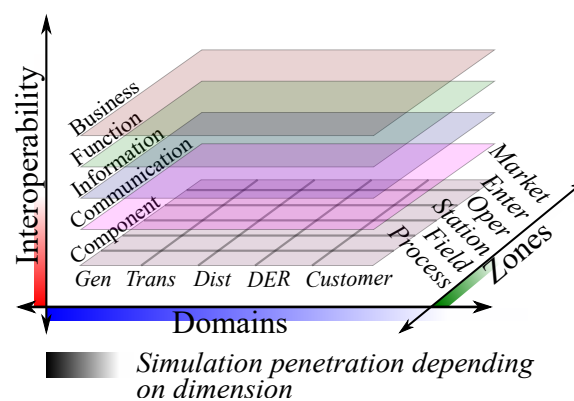 Interoperability
Business
Function
Information
Communication
Component
Market
Enter
Oper
Station
Field
Process
Zones
Gen Trans Dist DER Customer
Domains
Simulation penetration depending
on dimension